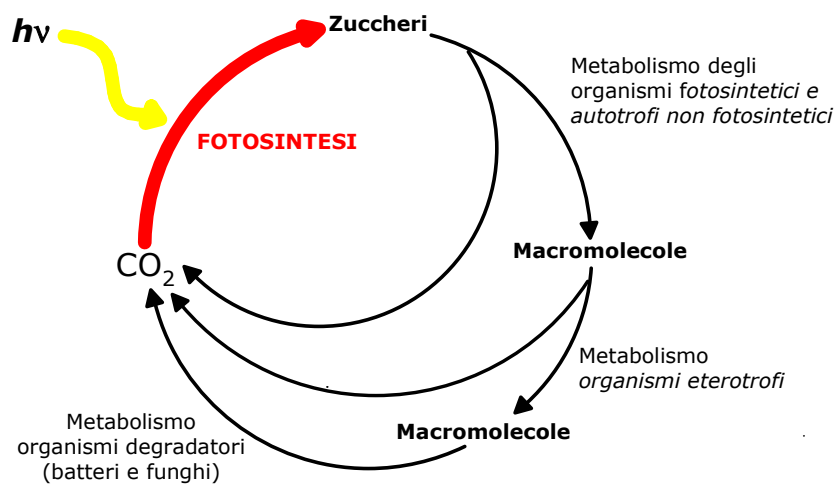 hν
Zuccheri
Metabolismo degli
organismi fotosintetici e
autotrofi non fotosintetici
FOTOSINTESI
Macromolecole
CO₂
Metabolismo
organismi eterotrofi
Macromolecole
Metabolismo
organismi degradatori
(batteri e funghi)